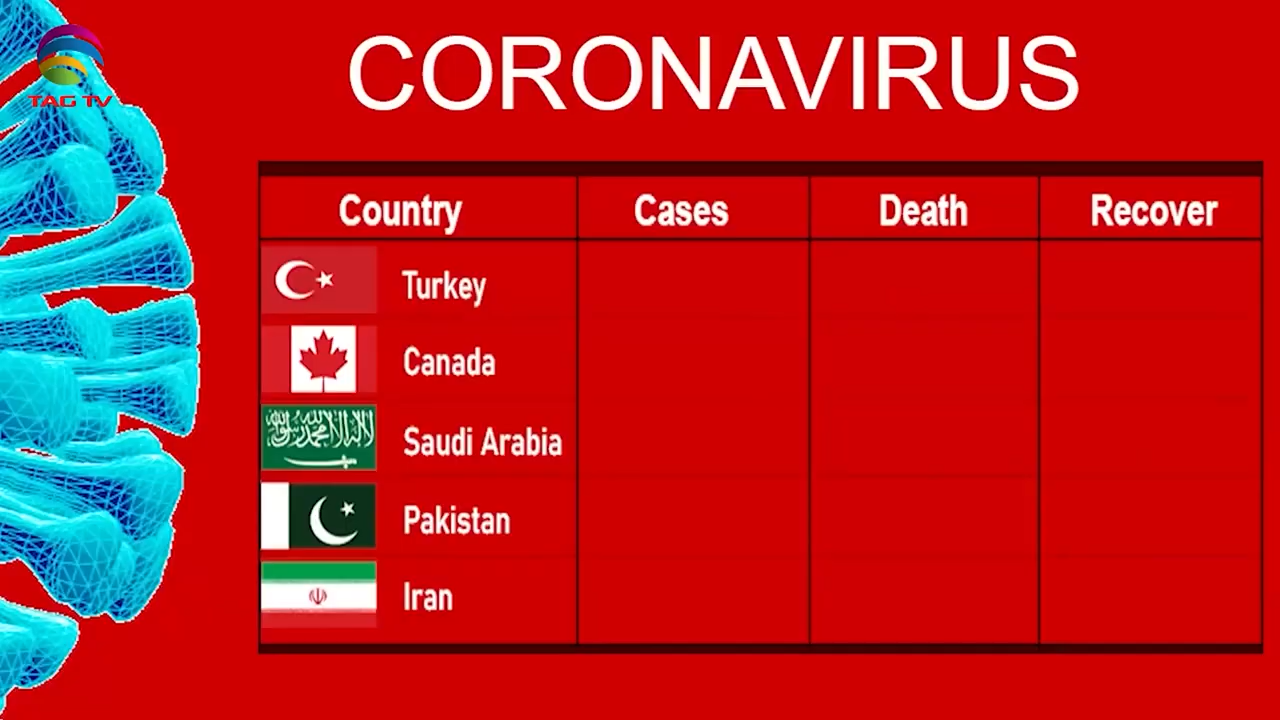 TAG TV
CORONAVIRUS
Country Cases Death Recover
Turkey
Canada
Saudi Arabia
Pakistan
Iran